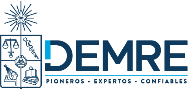 DEMRE
PIONEROS - EXPERTOS - CONFIABLES